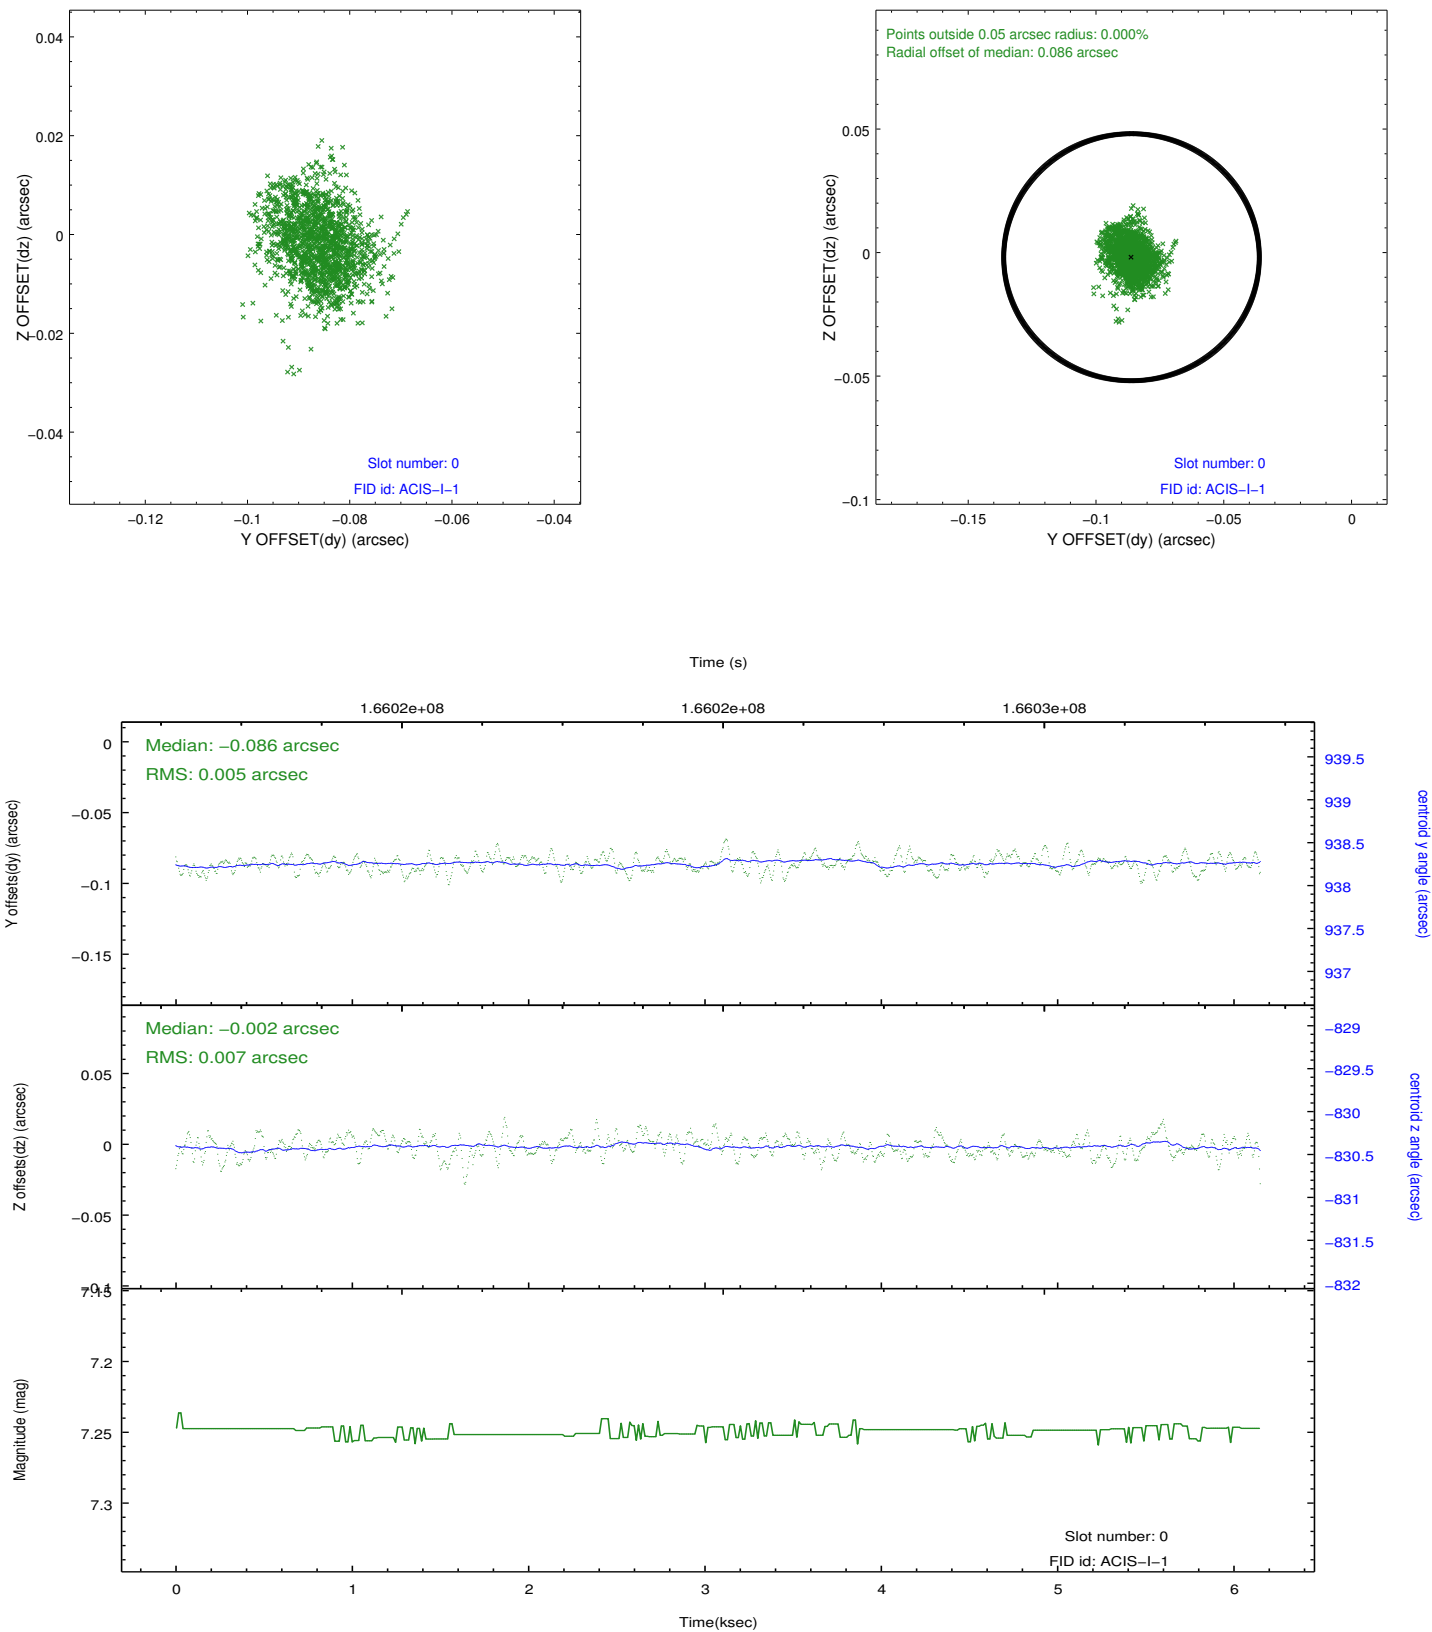 0.04
0.02
0
−0.02
−0.04
Z OFFSET(dz) (arcsec)
Slot number: 0
FID id: ACIS−I−1
−0.12
−0.1
−0.08
−0.06
−0.04
Y OFFSET(dy) (arcsec)
Points outside 0.05 arcsec radius: 0.000%
Radial offset of median: 0.086 arcsec
0.05
0
−0.05
−0.1
Z OFFSET(dz) (arcsec)
Slot number: 0
FID id: ACIS−I−1
−0.15
−0.1
−0.05
0
Y OFFSET(dy) (arcsec)
Time (s)
1.6602e+08
1.6602e+08
1.6603e+08
Median: −0.086 arcsec
RMS: 0.005 arcsec
0
−0.05
−0.1
−0.15
Y offsets(dy) (arcsec)
939.5
939
938.5
938
937.5
937
centroid y angle (arcsec)
Median: −0.002 arcsec
RMS: 0.007 arcsec
0.05
0
−0.05
−0.1
Z offsets(dz) (arcsec)
−829
−829.5
−830
−830.5
−831
−831.5
−832
centroid z angle (arcsec)
7.15
7.2
7.25
7.3
Magnitude (mag)
Slot number: 0
FID id: ACIS−I−1
0
1
2
3
4
5
6
Time(ksec)